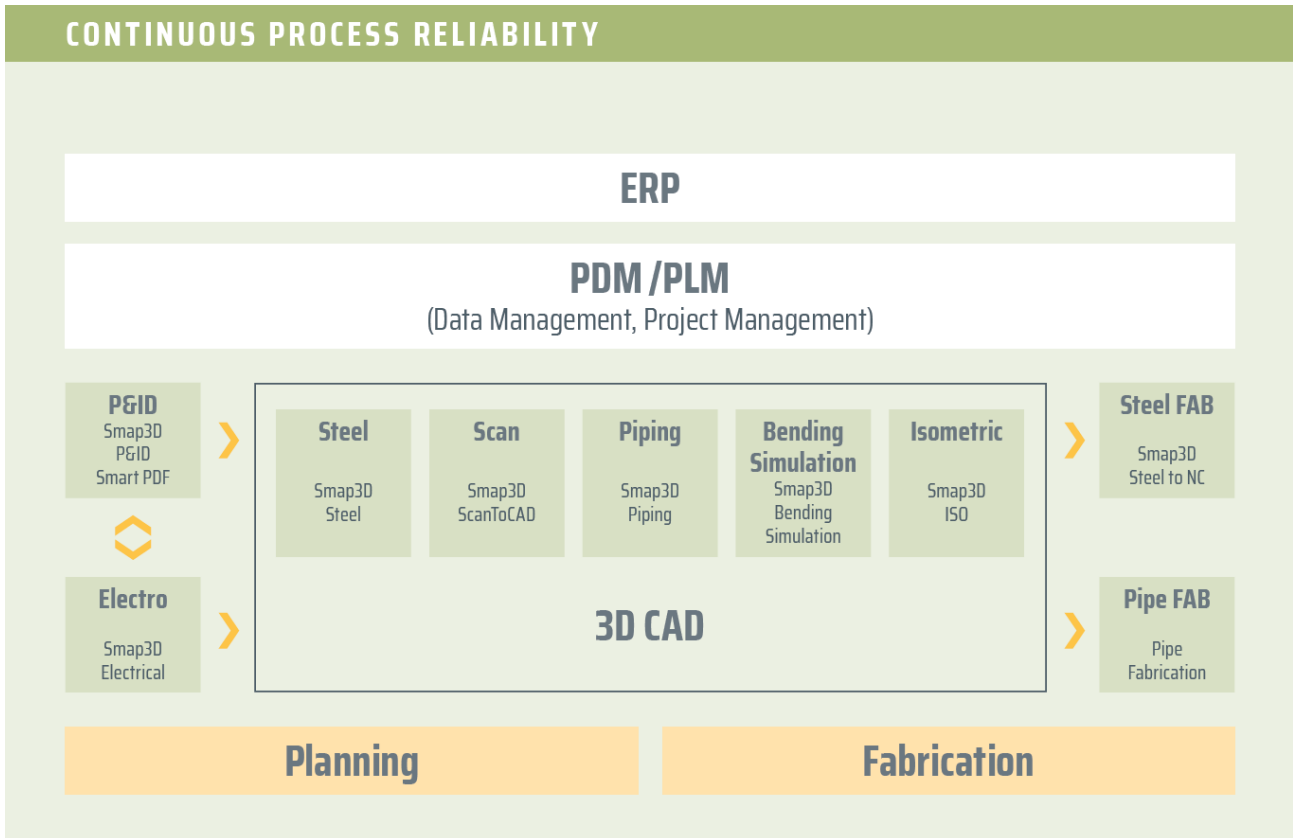 CONTINUOUS PROCESS RELIABILITY
ERP
PDM /PLM
(Data Management, Project Management)
P&ID
Smap3D
P&ID
Smart PDF
Electro
Smap3D
Electrical
Steel
Smap3D
Steel
Scan
Smap3D
ScanToCAD
Piping
Smap3D
Piping
Bending
Simulation
Smap3D
Bending
Simulation
Isometric
Smap3D
ISO
3D CAD
Steel FAB
Smap3D
Steel to NC
Pipe FAB
Pipe
Fabrication
Planning
Fabrication